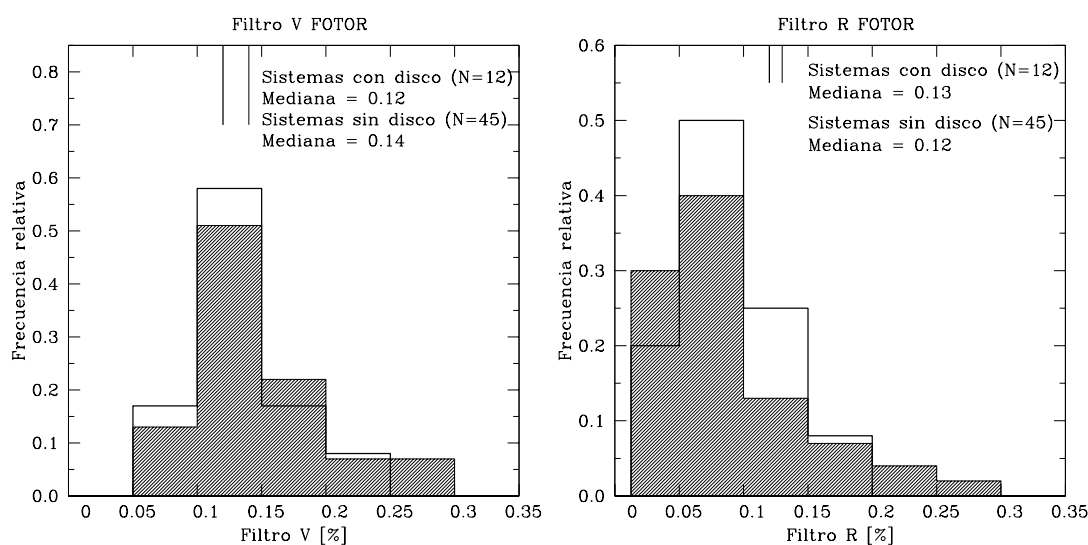 Filtro V FOTOR
0.8
0.7
0.6
0.5
0.4
0.3
0.2
0.1
0.0
Frecuencia relativa
Sistemas con disco (N=12)
Mediana = 0.12
Sistemas sin disco (N=45)
Mediana = 0.14
0 0.05 0.1 0.15 0.2 0.25 0.3 0.35
Filtro V [%]
Filtro R FOTOR
0.6
0.5
0.4
0.3
0.2
0.1
0.0
Frecuencia relativa
Sistemas con disco (N=12)
Mediana = 0.13
Sistemas sin disco (N=45)
Mediana = 0.12
0 0.05 0.1 0.15 0.2 0.25 0.3 0.35
Filtro R [%]